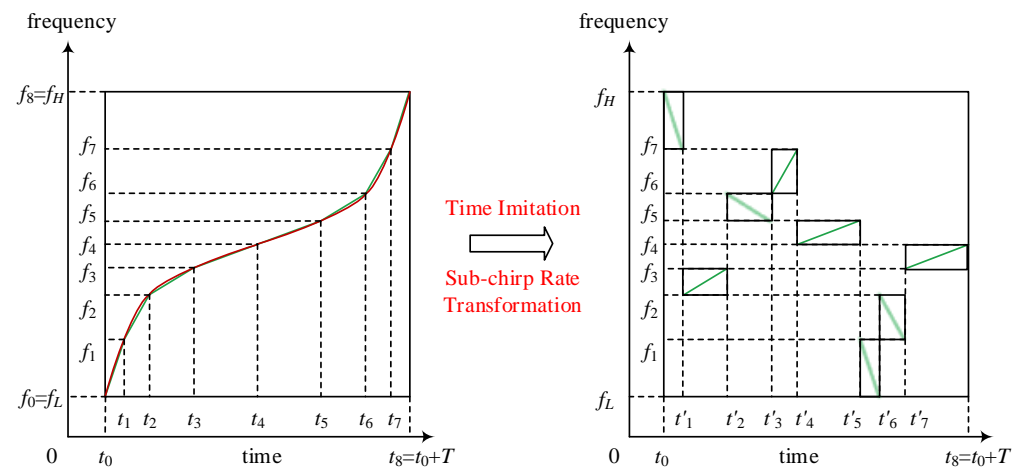 frequency
f8=fH
f7
f6
f5
f4
f3
f2
f1
f0=fL
t1 t2 t3 t4 t5 t6 t7
0 t0 time t8=t0+T
Time Imitation
Sub-chirp Rate
Transformation
frequency
fH
f7
f6
f5
f4
f3
f2
f1
fL
t'1 t'2 t'3 t'4 t'5 t'6 t'7
0 t0 time t8=t0+T